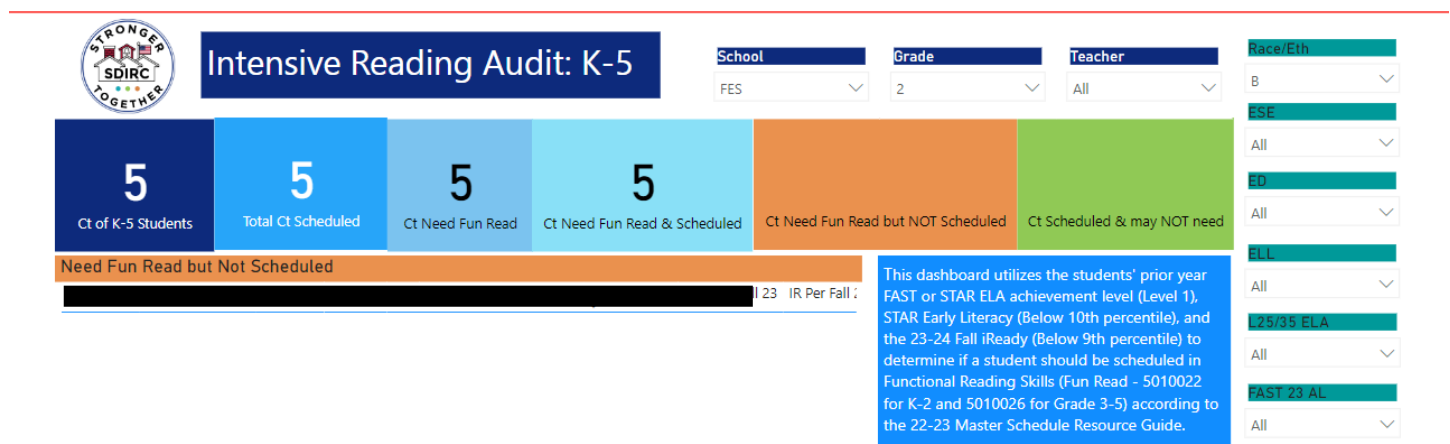 STRONGER
SDIRC
TOGETHER
Intensive Reading Audit: K-5
School
FES
Grade
2
Teacher
All
Race/Eth
B
ESE
All
ED
All
ELL
All
L25/35 ELA
All
FAST 23 AL
All
5
Ct of K-5 Students
5
Total Ct Scheduled
5
Ct Need Fun Read
5
Ct Need Fun Read & Scheduled
Ct Need Fun Read but NOT Scheduled
Ct Scheduled & may NOT need
Need Fun Read but Not Scheduled
ll 23 IR Per Fall
This dashboard utilizes the students' prior year
FAST or STAR ELA achievement level (Level 1),
STAR Early Literacy (Below 10th percentile), and
the 23-24 Fall iReady (Below 9th percentile) to
determine if a student should be scheduled in
Functional Reading Skills (Fun Read - 5010022
for K-2 and 5010026 for Grade 3-5) according to
the 22-23 Master Schedule Resource Guide.